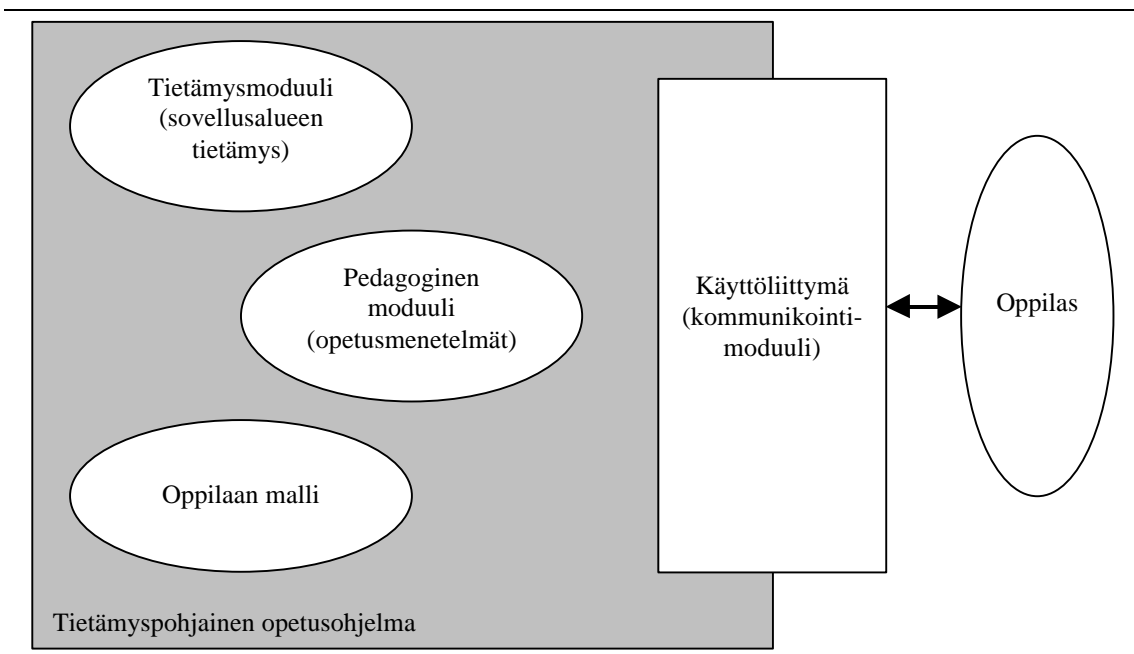 Tietämysmoduuli
(sovellusalueen
tietämys)
Pedagoginen
moduuli
(opetusmenetelmät)
Oppilaan malli
Käyttöliittymä
(kommunikointi-
moduuli)
Oppilas
Tietämyspohjainen opetusohjelma